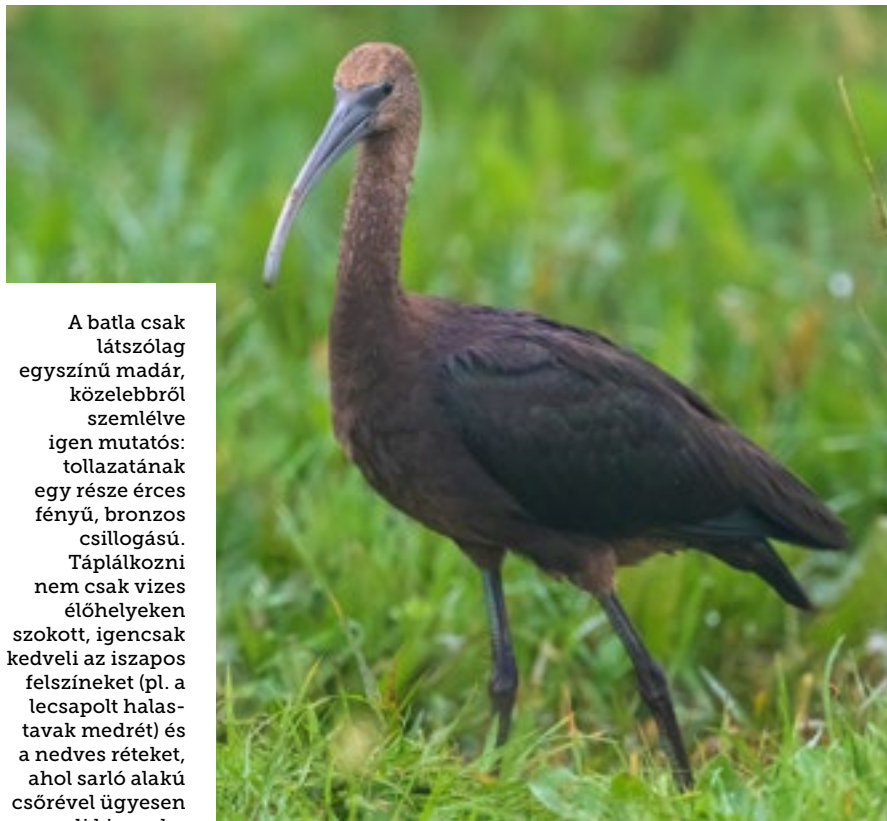 A batla csak
látszólag
egyszínű madár,
közelebbről
szemlélve
igen mutatós:
tollazatának
egy része érces
fényű, bronzos
csillogású.
Táplálkozni
nem csak vizes
élőhelyeken
szokott, igencsak
kedveli az iszapos
felszíneket (pl. a
lecsapolt halas-
tavak medrét) és
a nedves réteket,
ahol sarló alakú
csőrével ügyesen